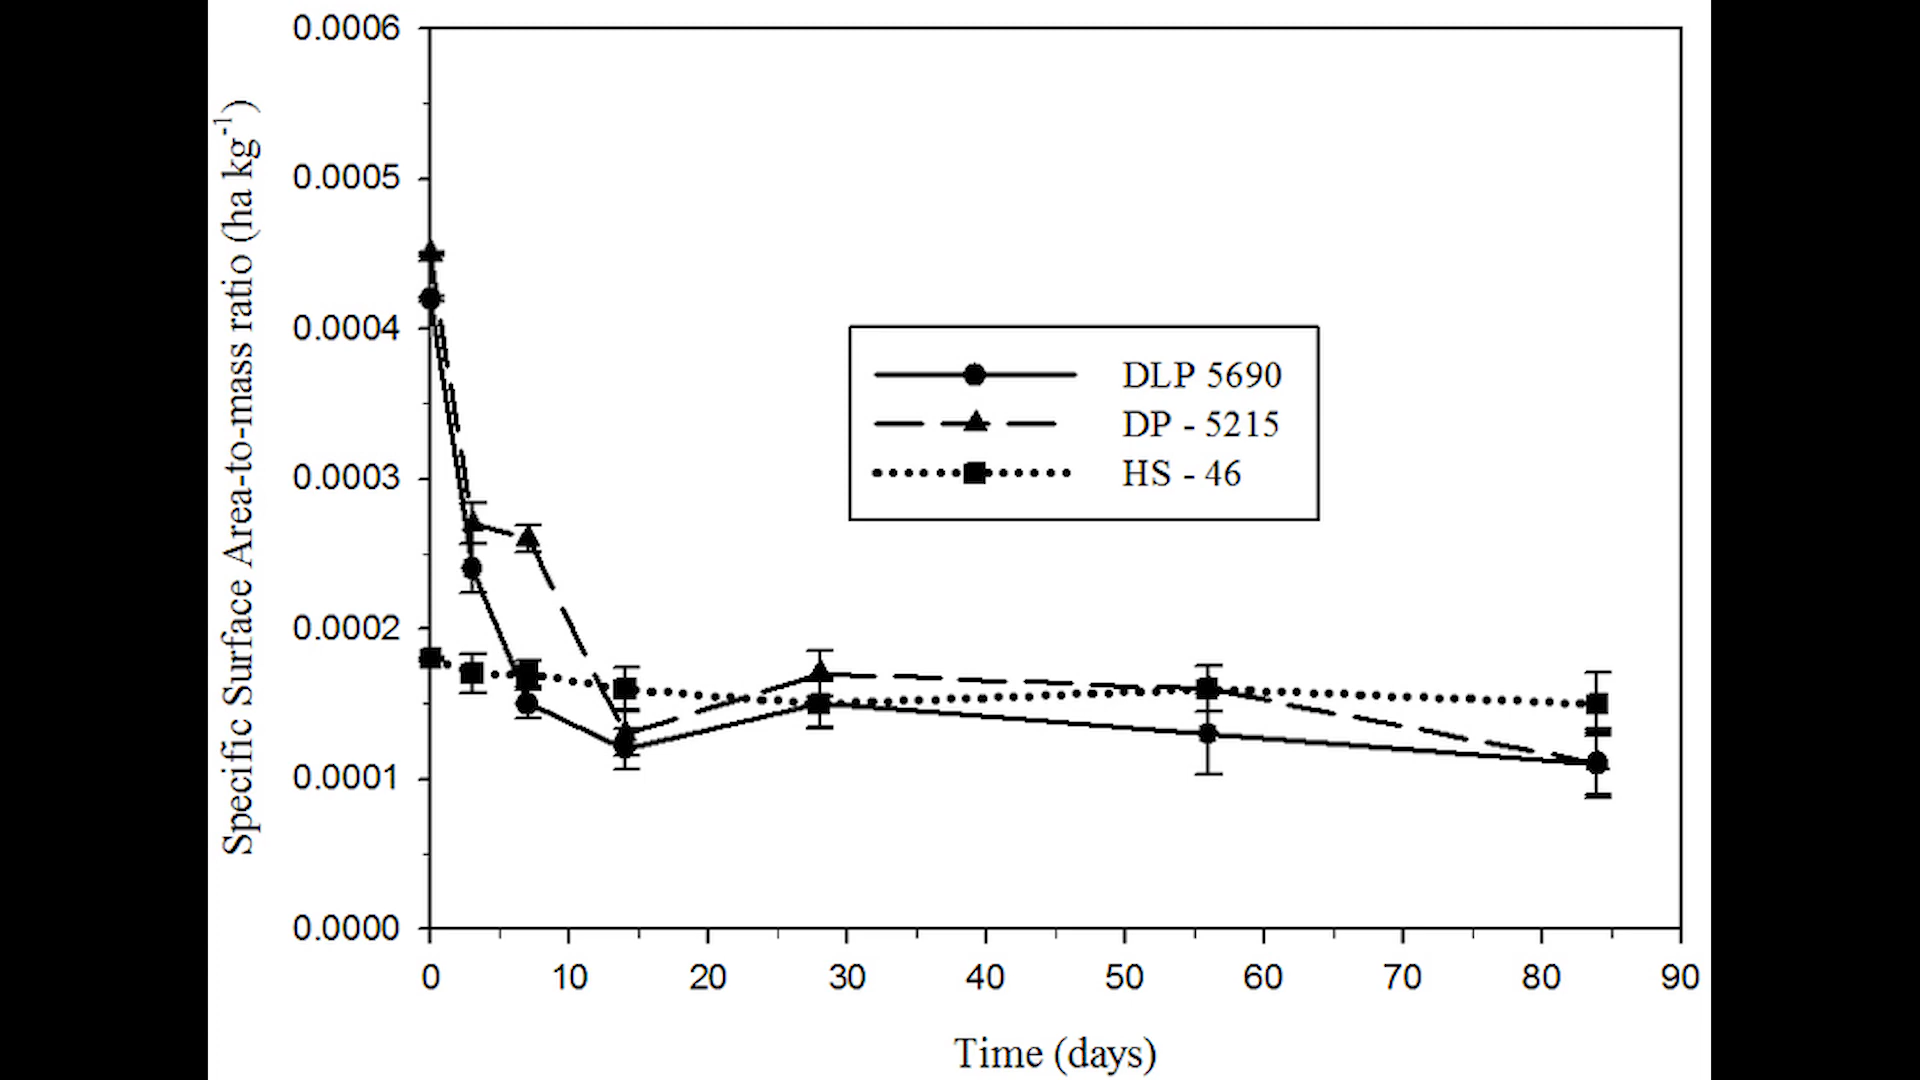 Specific Surface Area-to-mass ratio (ha kg⁻¹)
0.0006
0.0005
0.0004
0.0003
0.0002
0.0001
0.0000
DLP 5690
DP - 5215
HS - 46
0 10 20 30 40 50 60 70 80 90
Time (days)